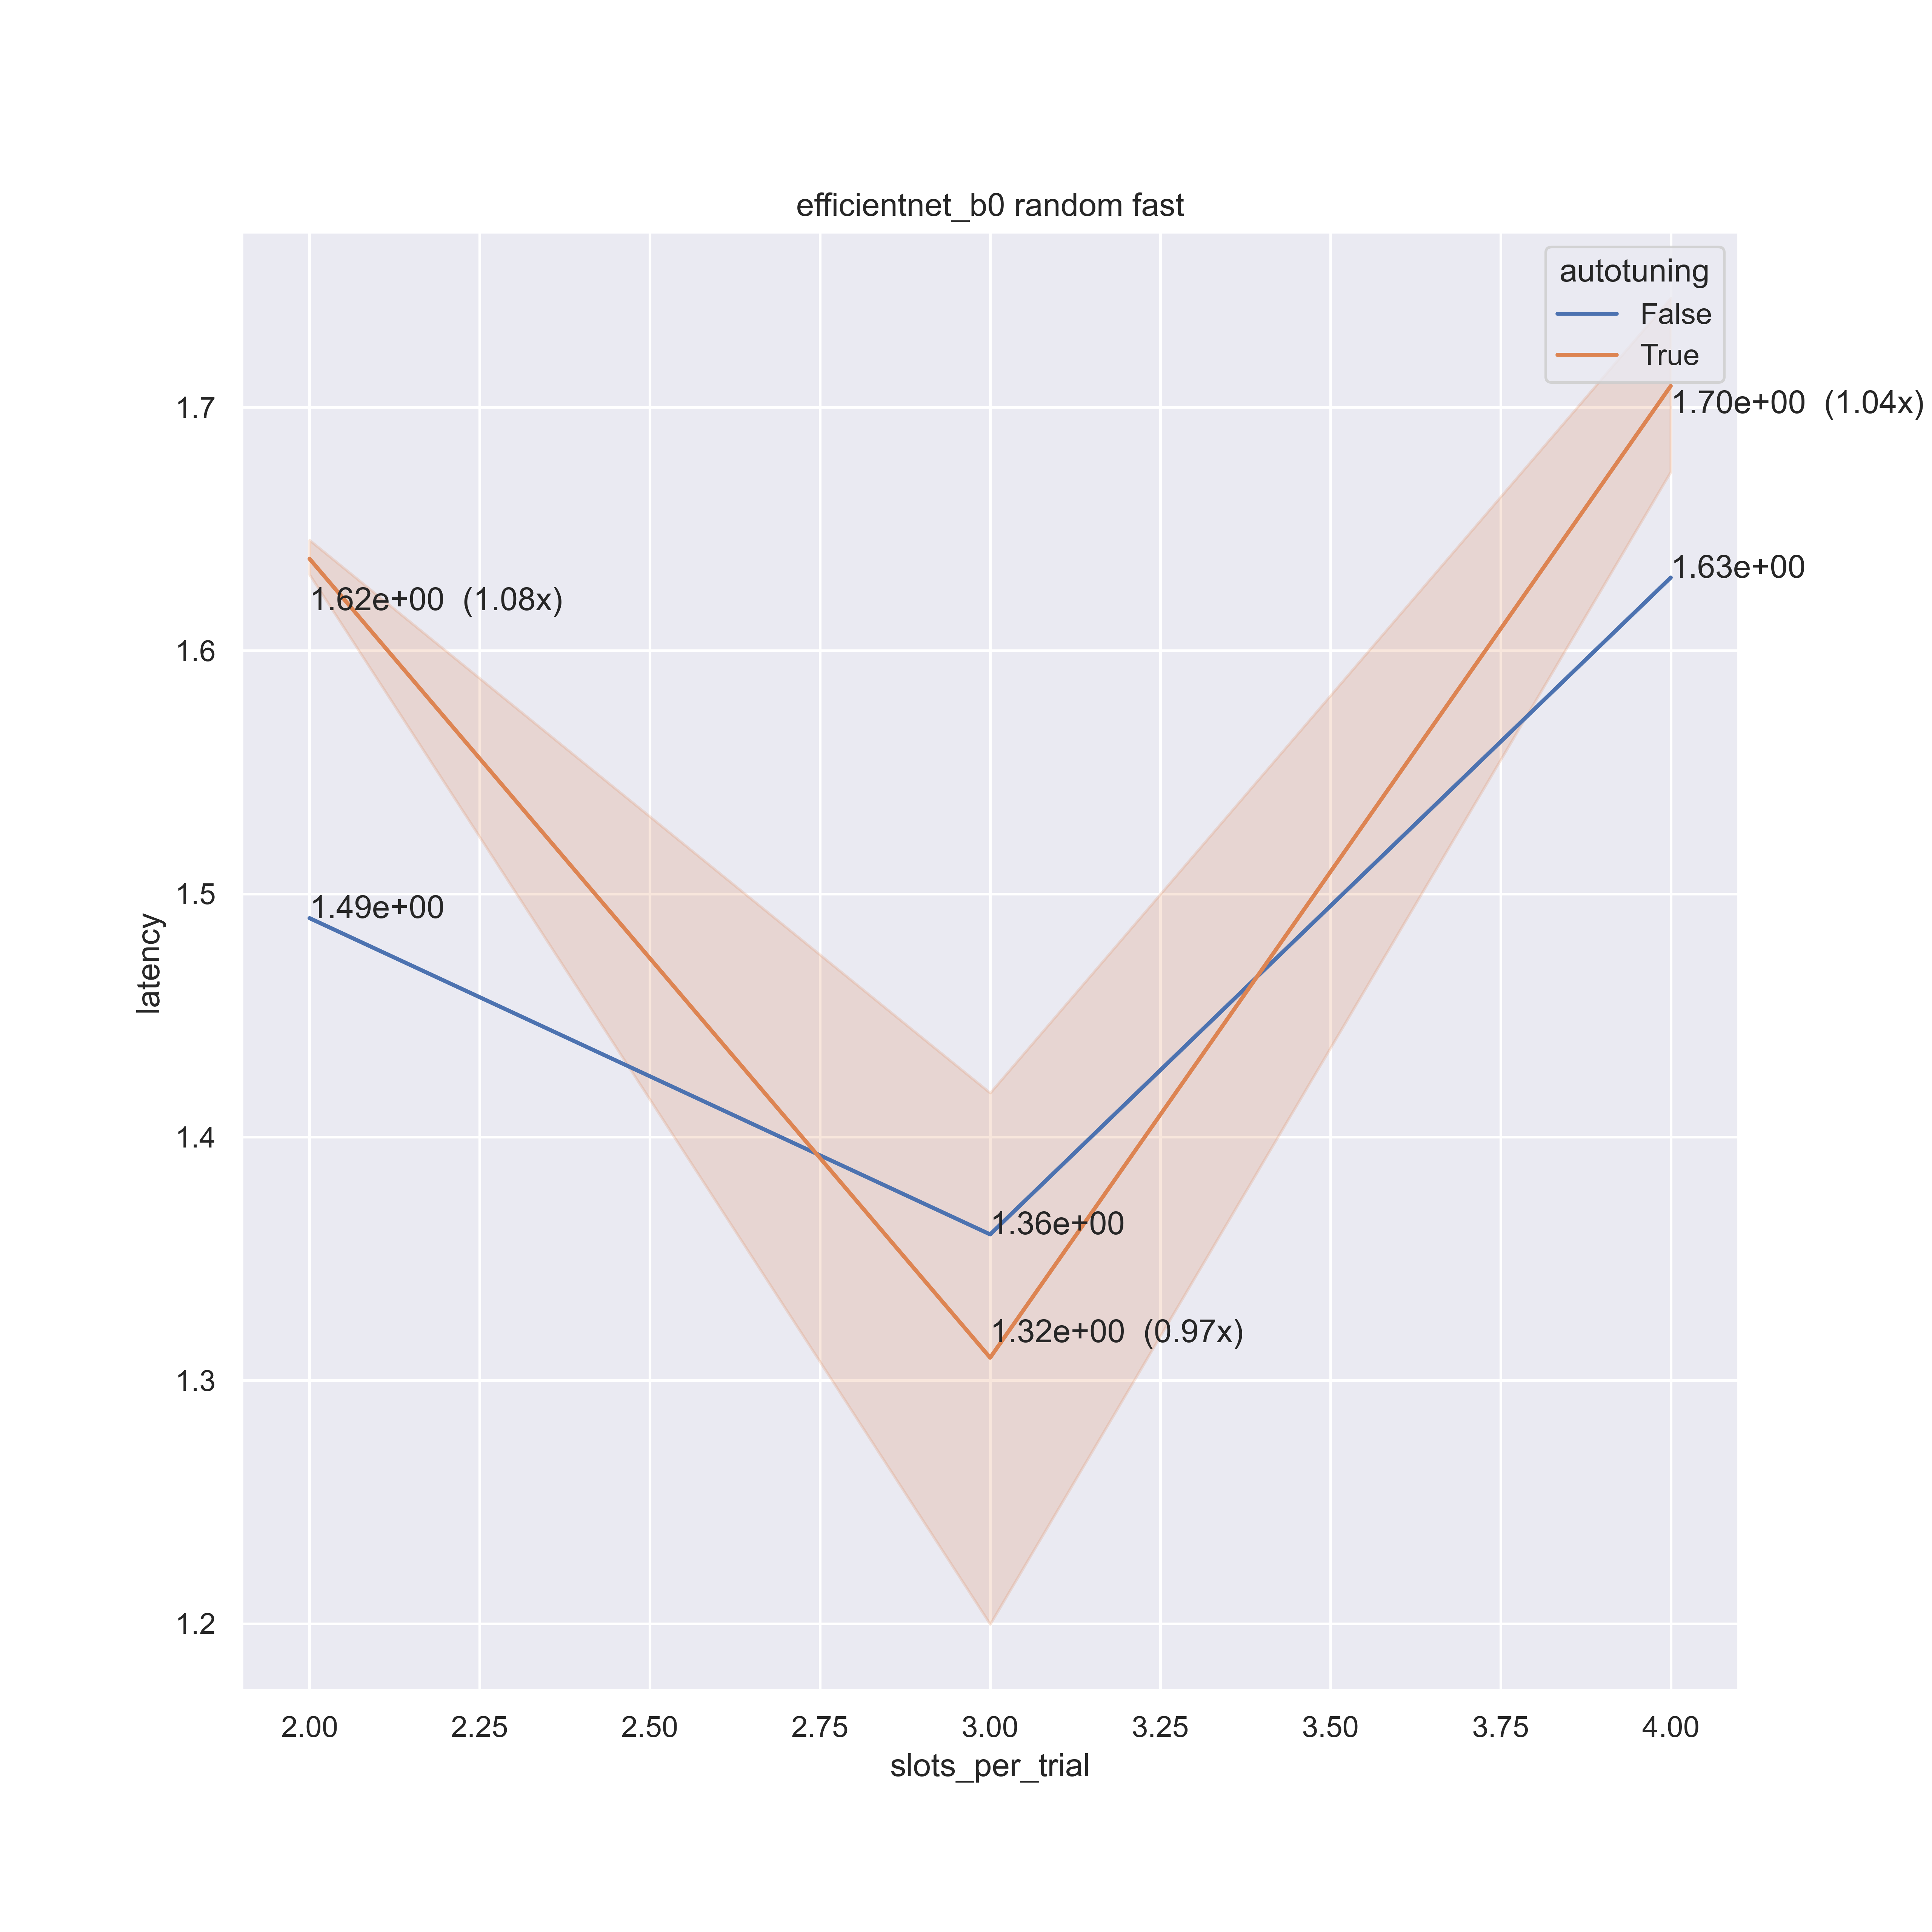 efficientnet_b0 random fast
autotuning
False
True
1.7
1.70e+00  (1.04x)
1.63e+00
1.62e+00  (1.08x)
1.6
1.5
1.49e+00
latency
1.4
1.36e+00
1.32e+00  (0.97x)
1.3
1.2
2.00 2.25 2.50 2.75 3.00 3.25 3.50 3.75 4.00
slots_per_trial